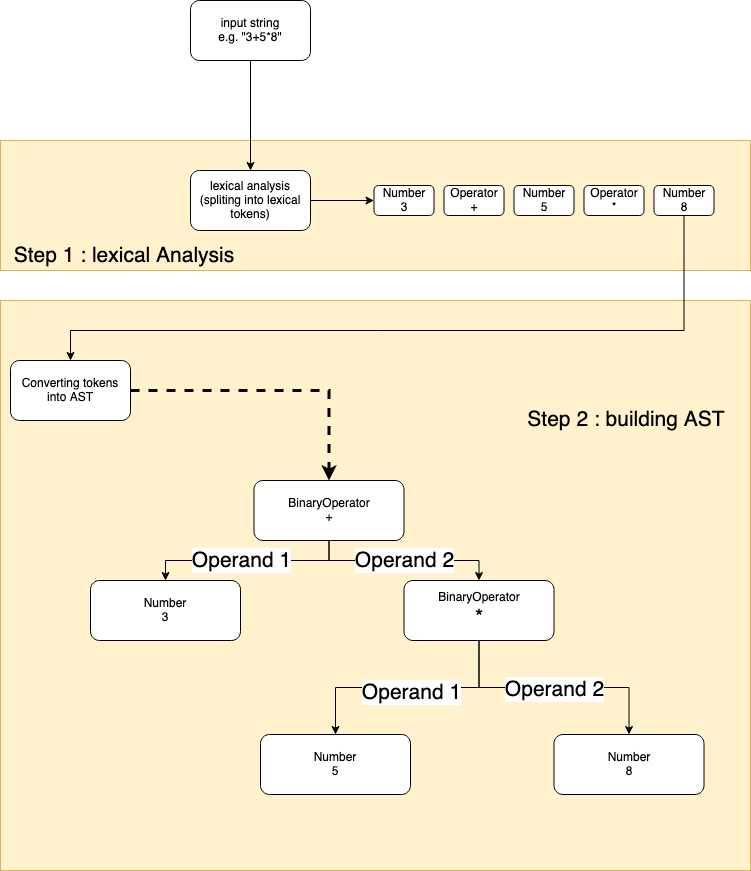 input string
e.g. "3+5*8"
lexical analysis
(spliting into lexical
tokens)
Number
3
Operator
+
Number
5
Operator
*
Number
8
Step 1 : lexical Analysis
Converting tokens
into AST
Step 2 : building AST
BinaryOperator
+
Operand 1
Operand 2
Number
3
BinaryOperator
*
Operand 1
Operand 2
Number
5
Number
8